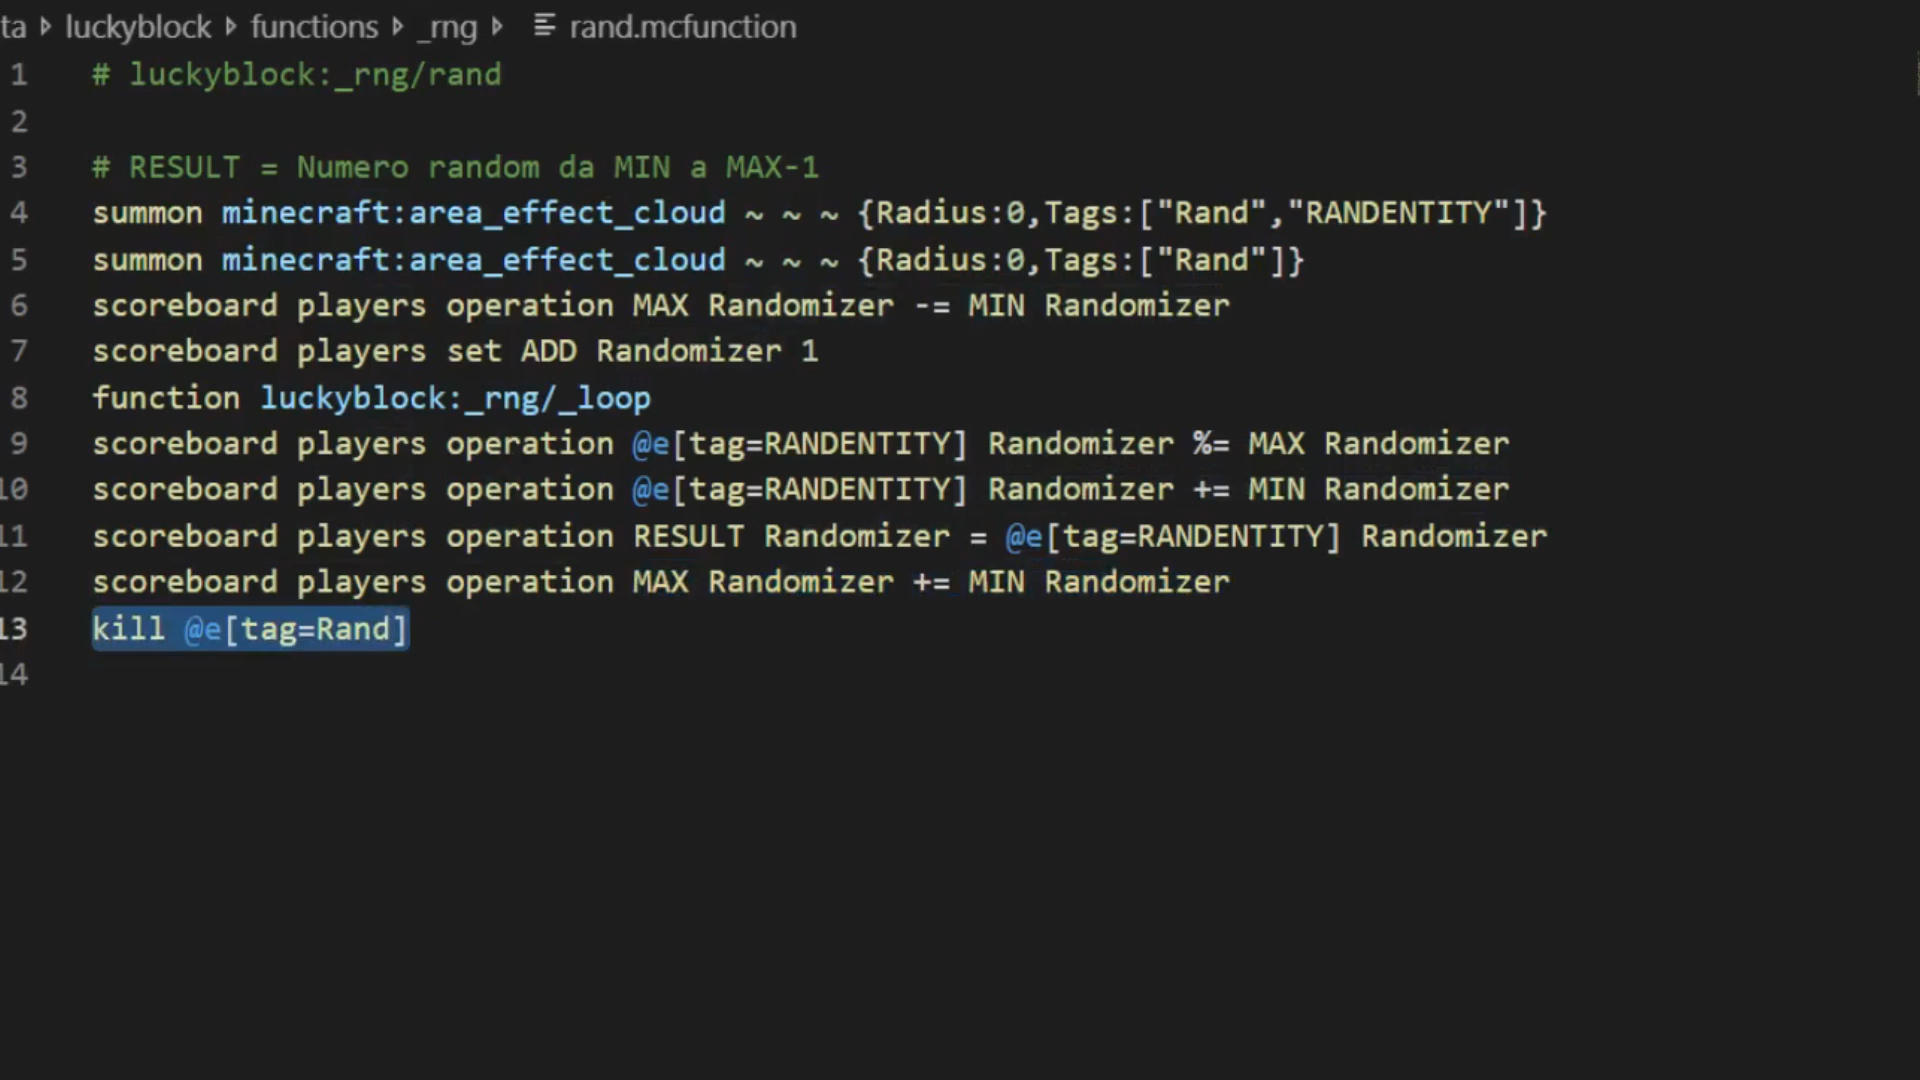 ta luckyblock functions _rng rand.mcfunction
1 # luckyblock:_rng/rand
2
3 # RESULT = Numero random da MIN a MAX-1
4 summon minecraft:area_effect_cloud ~ ~ ~ {Radius:0,Tags:["Rand","RANDENTITY"]}
5 summon minecraft:area_effect_cloud ~ ~ ~ {Radius:0,Tags:["Rand"]}
6 scoreboard players operation MAX Randomizer -= MIN Randomizer
7 scoreboard players set ADD Randomizer 1
8 function luckyblock:_rng/_loop
9 scoreboard players operation @e[tag=RANDENTITY] Randomizer %= MAX Randomizer
10 scoreboard players operation @e[tag=RANDENTITY] Randomizer += MIN Randomizer
11 scoreboard players operation RESULT Randomizer = @e[tag=RANDENTITY] Randomizer
12 scoreboard players operation MAX Randomizer += MIN Randomizer
13 kill @e[tag=Rand]
14